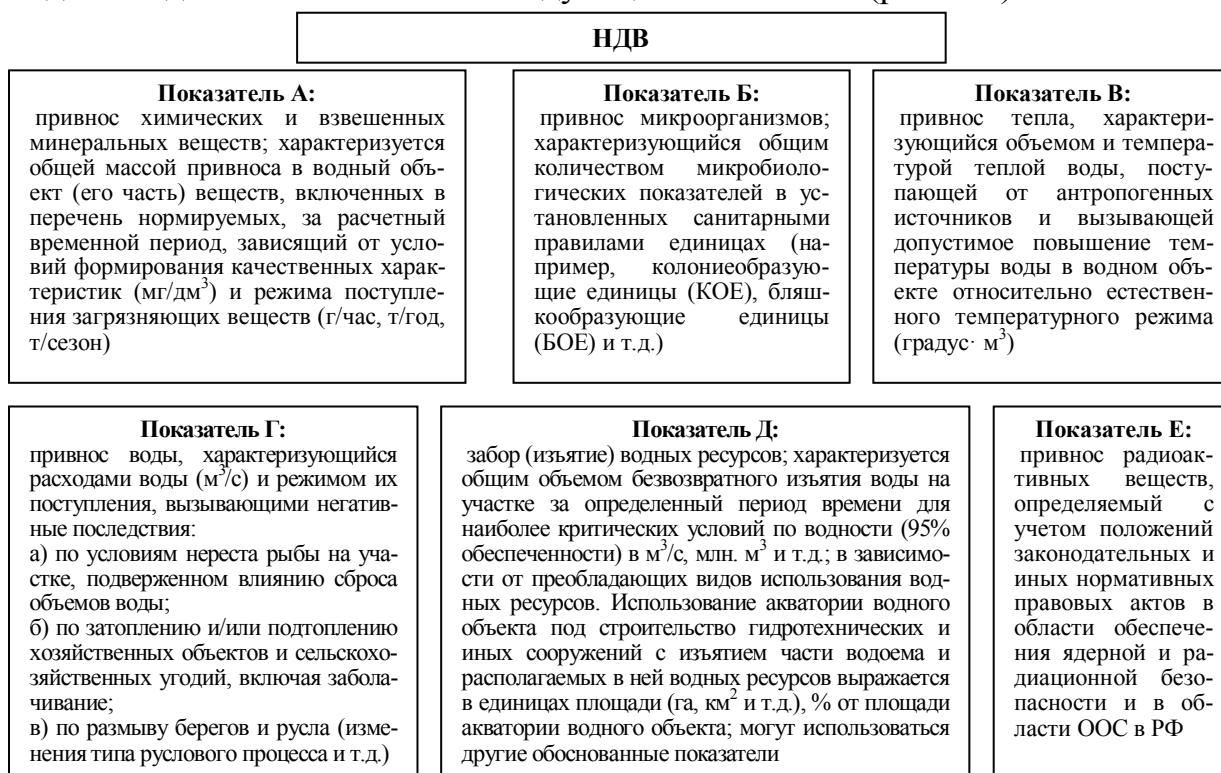 НДВ
Показатель А:
привнос химических и взвешенных
минеральных веществ; характеризуется
общей массой привноса в водный объ-
ект (его часть) веществ, включенных в
перечень нормируемых, за расчетный
временной период, зависящий от усло-
вий формирования качественных харак-
теристик (мг/дм³) и режима поступле-
ния загрязняющих веществ (г/час, т/год,
т/сезон)
Показатель Б:
привнос микроорганизмов;
характеризующийся общим
количеством микробиоло-
гических показателей в ус-
тановленных санитарными
правилами единицах (на-
пример, колониеобразую-
щие единицы (КОЕ), бляш-
кообразующие единицы
(БОЕ) и т.д.)
Показатель В:
привнос тепла, характери-
зующийся объемом и темпера-
турой теплой воды, посту-
пающей от антропогенных
источников и вызывающей
допустимое повышение тем-
пературы воды в водном объ-
екте относительно естествен-
ного температурного режима
(градус· м³)
Показатель Г:
привнос воды, характеризующийся
расходами воды (м³/с) и режимом их
поступления, вызывающими негатив-
ные последствия:
а) по условиям нереста рыбы на уча-
стке, подверженном влиянию сброса
объемов воды;
б) по затоплению и/или подтоплению
хозяйственных объектов и сельскохо-
зяйственных угодий, включая забола-
чивание;
в) по размыву берегов и русла (изме-
нения типа руслового процесса и т.д.)
Показатель Д:
забор (изъятие) водных ресурсов; характеризуется
общим объемом безвозвратного изъятия воды на
участке за определенный период времени для
наиболее критических условий по водности (95%
обеспеченности) в м³/с, млн. м³ и т.д.; в зависимо-
сти от преобладающих видов использования вод-
ных ресурсов. Использование акватории водного
объекта под строительство гидротехнических и
иных сооружений с изъятием части водоема и
располагаемых в ней водных ресурсов выражается
в единицах площади (га, км² и т.д.), % от площади
акватории водного объекта; могут использоваться
другие обоснованные показатели
Показатель Е:
привнос радиоак-
тивных веществ,
определяемый с
учетом положений
законодательных и
иных нормативных
правовых актов в
области обеспече-
ния ядерной и ра-
диационной безо-
пасности и в об-
ласти ООС в РФ